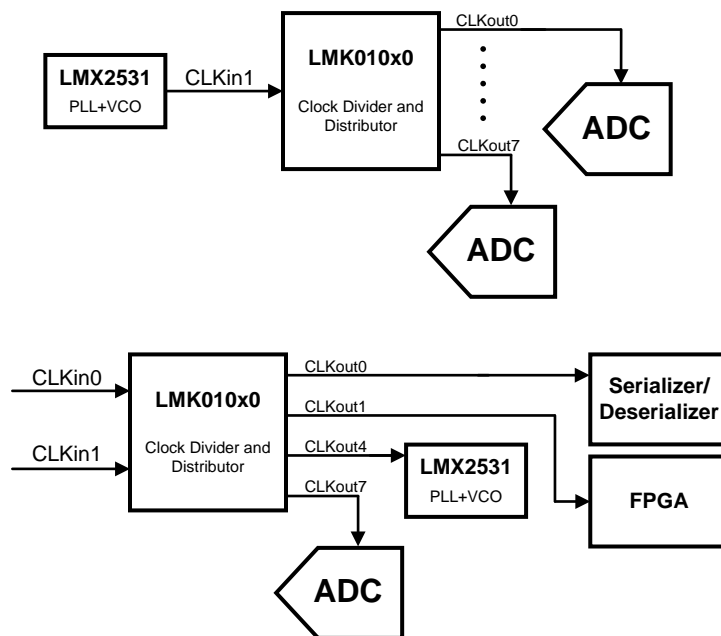 CLKout0
LMX2531
PLL+VCO
CLKin1
LMK010x0
Clock Divider and
Distributor
ADC
CLKout7
ADC
CLKin0
CLKin1
LMK010x0
Clock Divider and
Distributor
CLKout0
CLKout1
CLKout4
CLKout7
Serializer/
Deserializer
LMX2531
PLL+VCO
FPGA
ADC